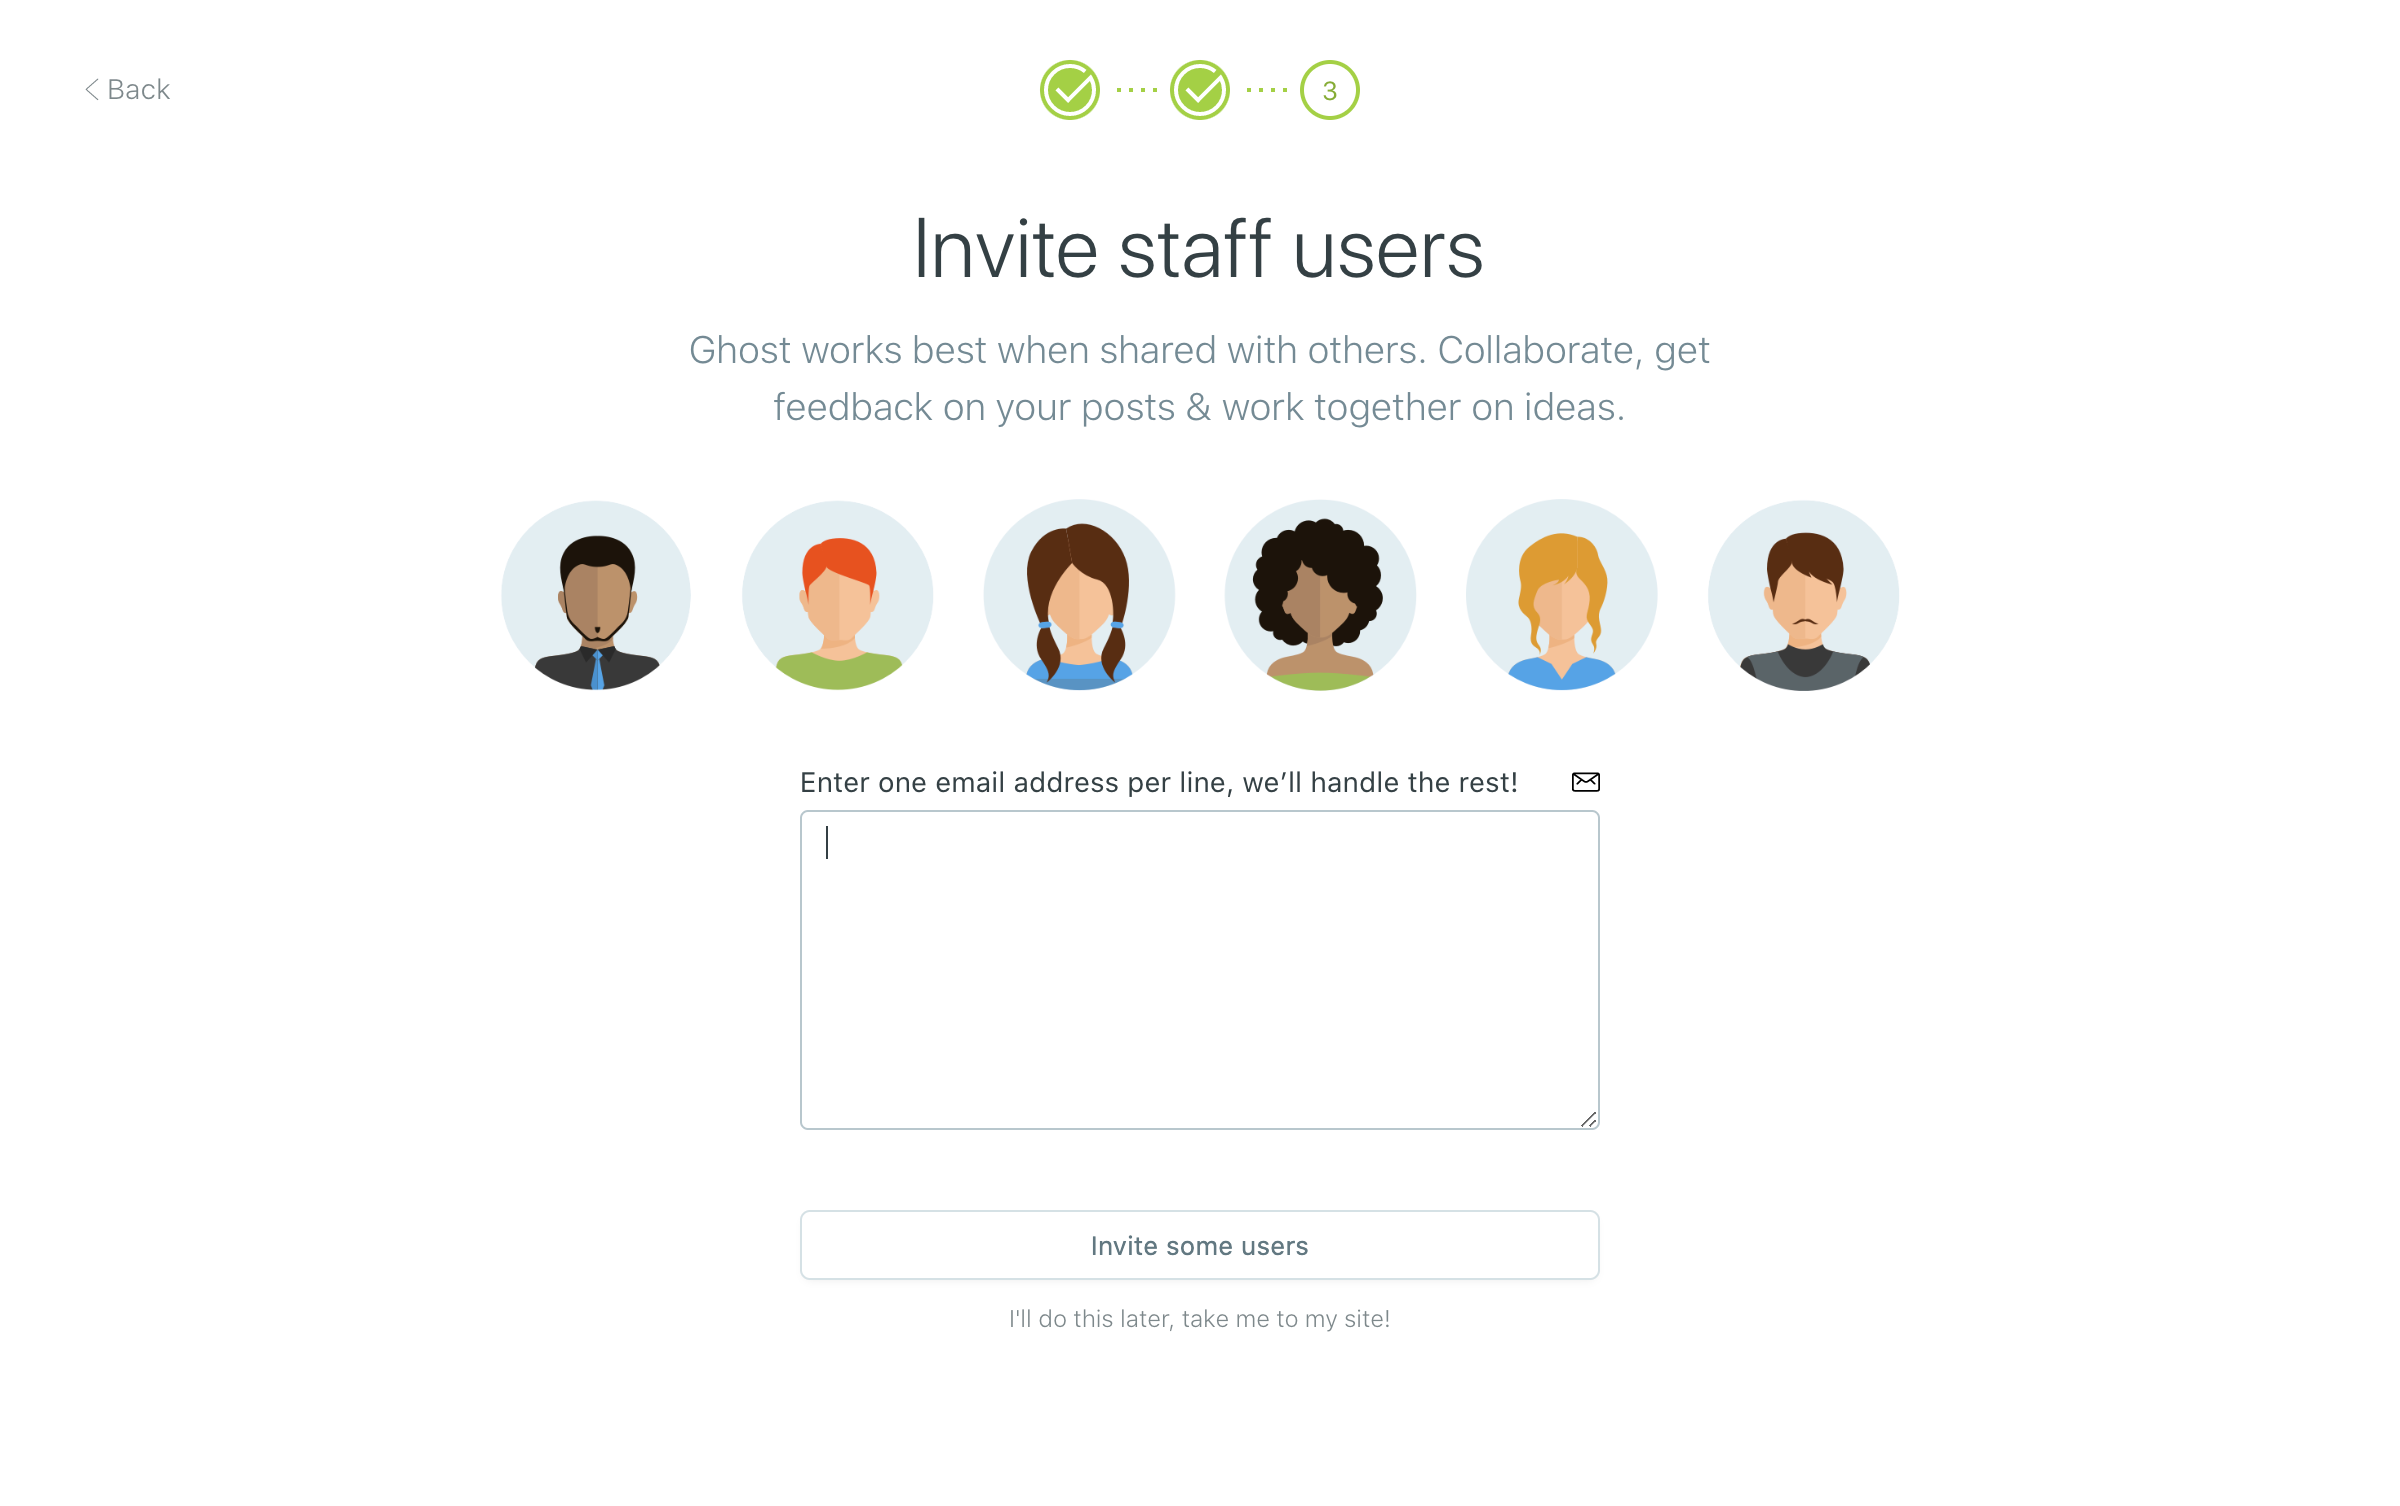 Back
3
Invite staff users
Ghost works best when shared with others. Collaborate, get
feedback on your posts & work together on ideas.
Enter one email address per line, we’ll handle the rest!
Invite some users
I'll do this later, take me to my site!